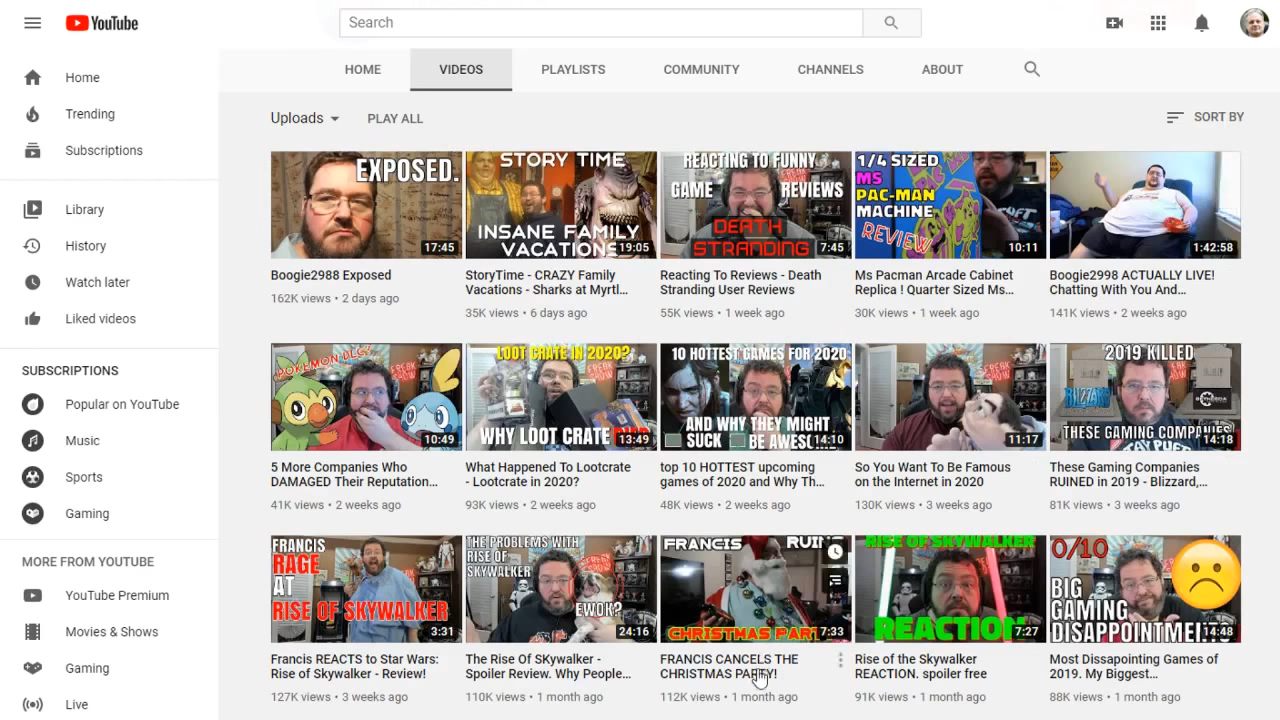 YouTube
Search
HOME
VIDEOS
PLAYLISTS
COMMUNITY
CHANNELS
ABOUT
Home
Trending
Subscriptions
Library
History
Watch later
Liked videos
SUBSCRIPTIONS
Popular on YouTube
Music
Sports
Gaming
MORE FROM YOUTUBE
YouTube Premium
Movies & Shows
Gaming
Live
Uploads
PLAY ALL
SORT BY
EXPOSED.
17:45
Boogie2988 Exposed
162K views • 2 days ago
STORY TIME
INSANE FAMILY
VACATIONS
19:05
StoryTime - CRAZY Family
Vacations - Sharks at Myrtl...
35K views • 6 days ago
REACTING TO FUNNY
GAME REVIEWS
DEATH
STRANDING
7:45
Reacting To Reviews - Death
Stranding User Reviews
55K views • 1 week ago
1/4 SIZED
MS
PAC-MAN
MACHINE
REVIEW
10:11
Ms Pacman Arcade Cabinet
Replica ! Quarter Sized Ms...
30K views • 1 week ago
1:42:58
Boogie2998 ACTUALLY LIVE!
Chatting With You And...
141K views • 2 weeks ago
POKEMON DLC?
FREAK
SHOW
10:49
5 More Companies Who
DAMAGED Their Reputation...
41K views • 2 weeks ago
LOOT CRATE IN 2020?
FREAK
SHOW
WHY LOOT CRATE
13:49
What Happened To Lootcrate
- Lootcrate in 2020?
93K views • 2 weeks ago
10 HOTTEST GAMES FOR 2020
AND WHY THEY MIGHT
SUCK BE AWESOME
14:10
top 10 HOTTEST upcoming
games of 2020 and Why Th...
48K views • 2 weeks ago
FREAK
SHOW
11:17
So You Want To Be Famous
on the Internet in 2020
130K views • 3 weeks ago
2019 KILLED
BLIZZARD
THESE GAMING COMPANIES
14:18
These Gaming Companies
RUINED in 2019 - Blizzard,...
81K views • 3 weeks ago
FRANCIS
RAGE
AT
RISE OF SKYWALKER
3:31
Francis REACTS to Star Wars:
Rise of Skywalker - Review!
127K views • 3 weeks ago
THE PROBLEMS WITH
RISE OF
SKYWALKER
EWOK?
24:16
The Rise Of SKywalker -
Spoiler Review. Why People...
110K views • 1 month ago
FRANCIS RUIN
CHRISTMAS PART
7:33
FRANCIS CANCELS THE
CHRISTMAS PARTY!
112K views • 1 month ago
RISE OF SKYWALKER
REACTION
7:27
Rise of the Skywalker
REACTION. spoiler free
91K views • 1 month ago
0/10
BIG
GAMING
DISAPPOINTMENT
14:48
Most Dissapointing Games of
2019. My Biggest...
88K views • 1 month ago